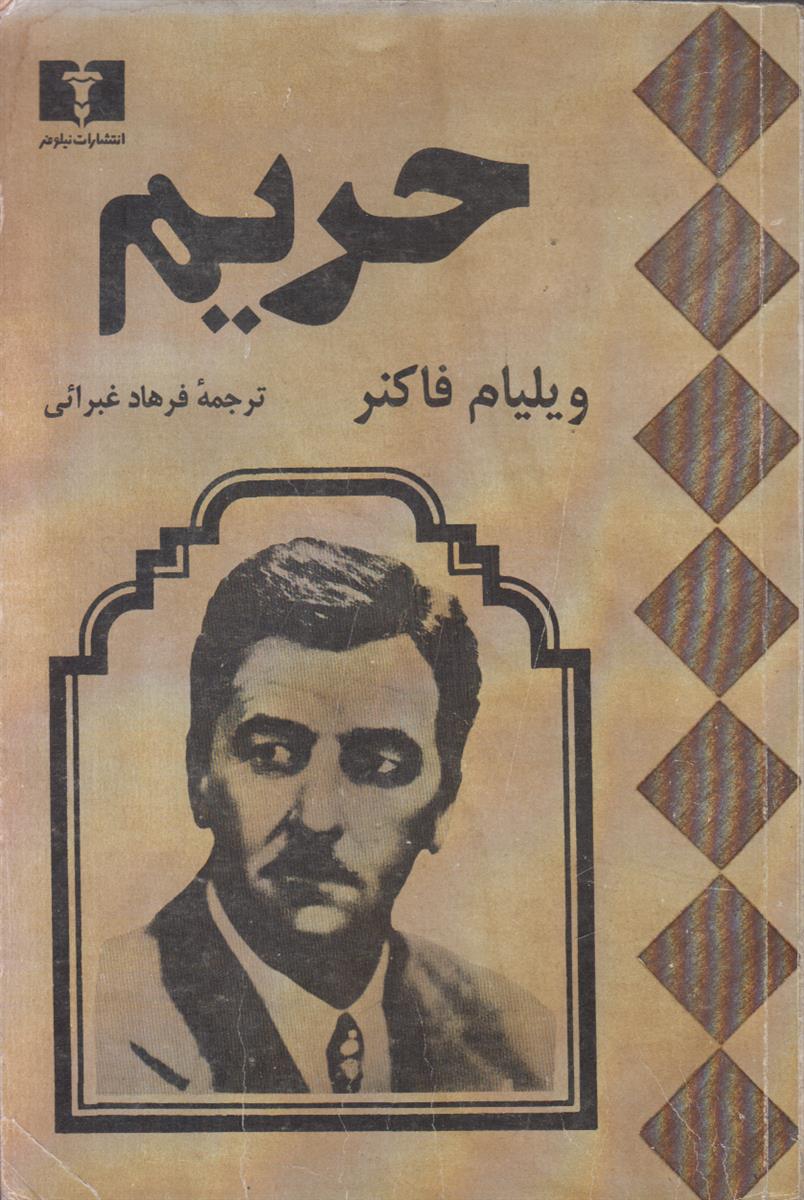 انتشارات نیلوفر
حریم
ویلیام فاکنر
ترجمهٔ فرهاد غبرائی